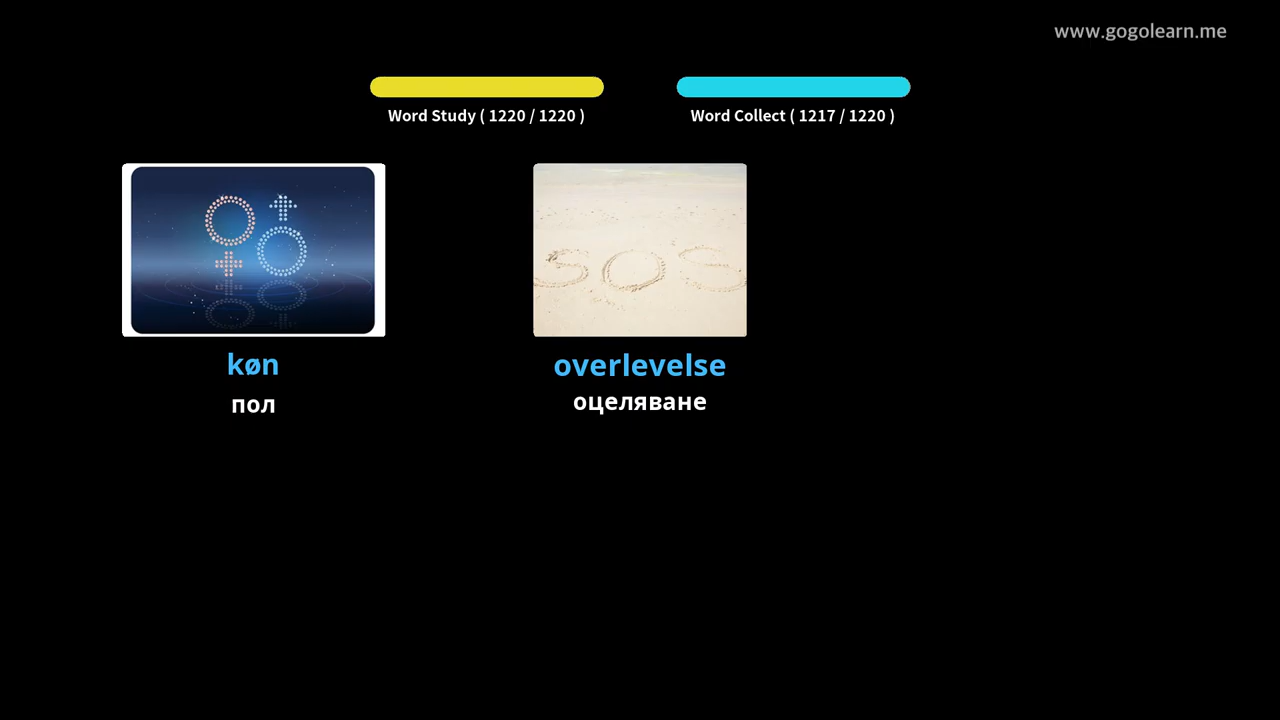 www.gogolearn.me
Word Study ( 1220 / 1220 )
Word Collect ( 1217 / 1220 )
SOS
køn
overlevelse
пол
оцеляване